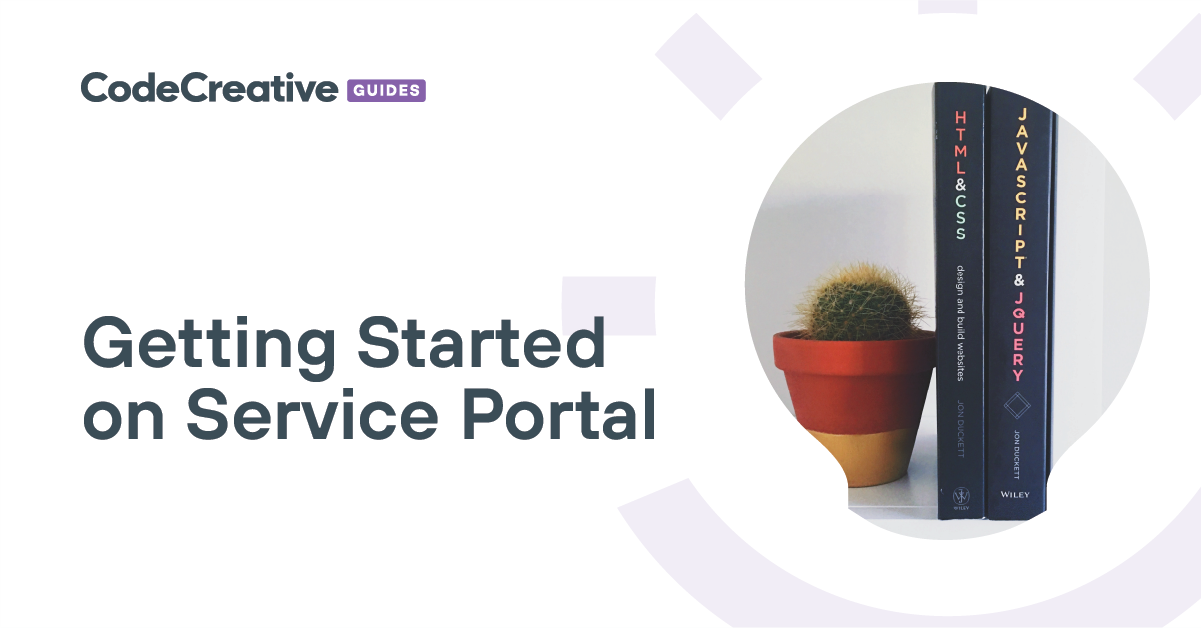 CodeCreative GUIDES
Getting Started
on Service Portal
HTML&CSS
design and build websites
JON DUCKETT
WILEY
JAVASCRIPT & JQUERY
JON DUCKETT
WILEY